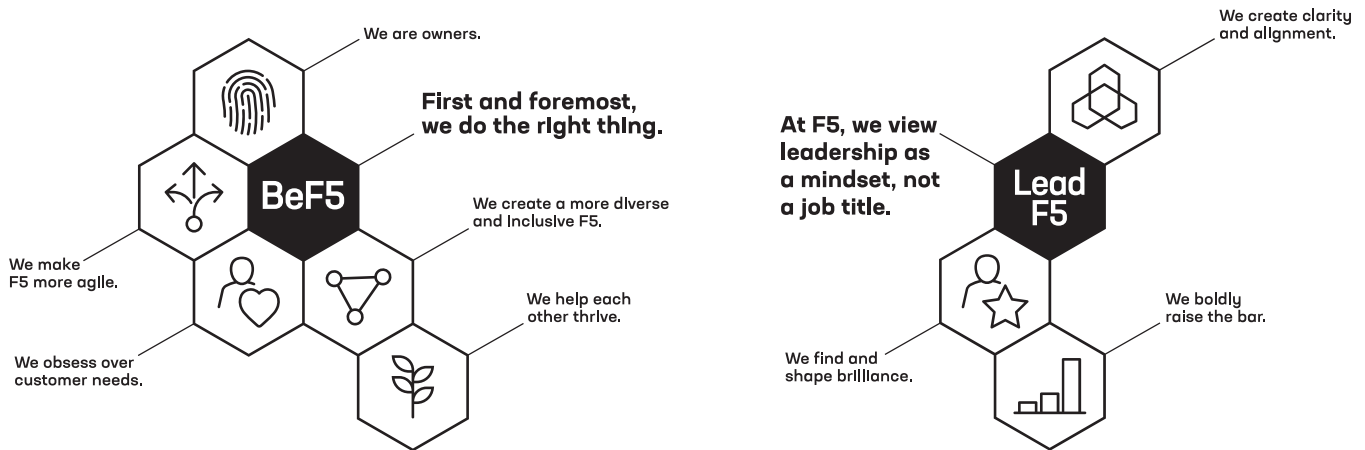 We are owners.
First and foremost,
we do the right thing.
BeF5
We create a more diverse
and inclusive F5.
We make
F5 more agile.
We help each
other thrive.
We obsess over
customer needs.
We create clarity
and alignment.
At F5, we view
leadership as
a mindset, not
a job title.
Lead
F5
We boldly
raise the bar.
We find and
shape brilliance.